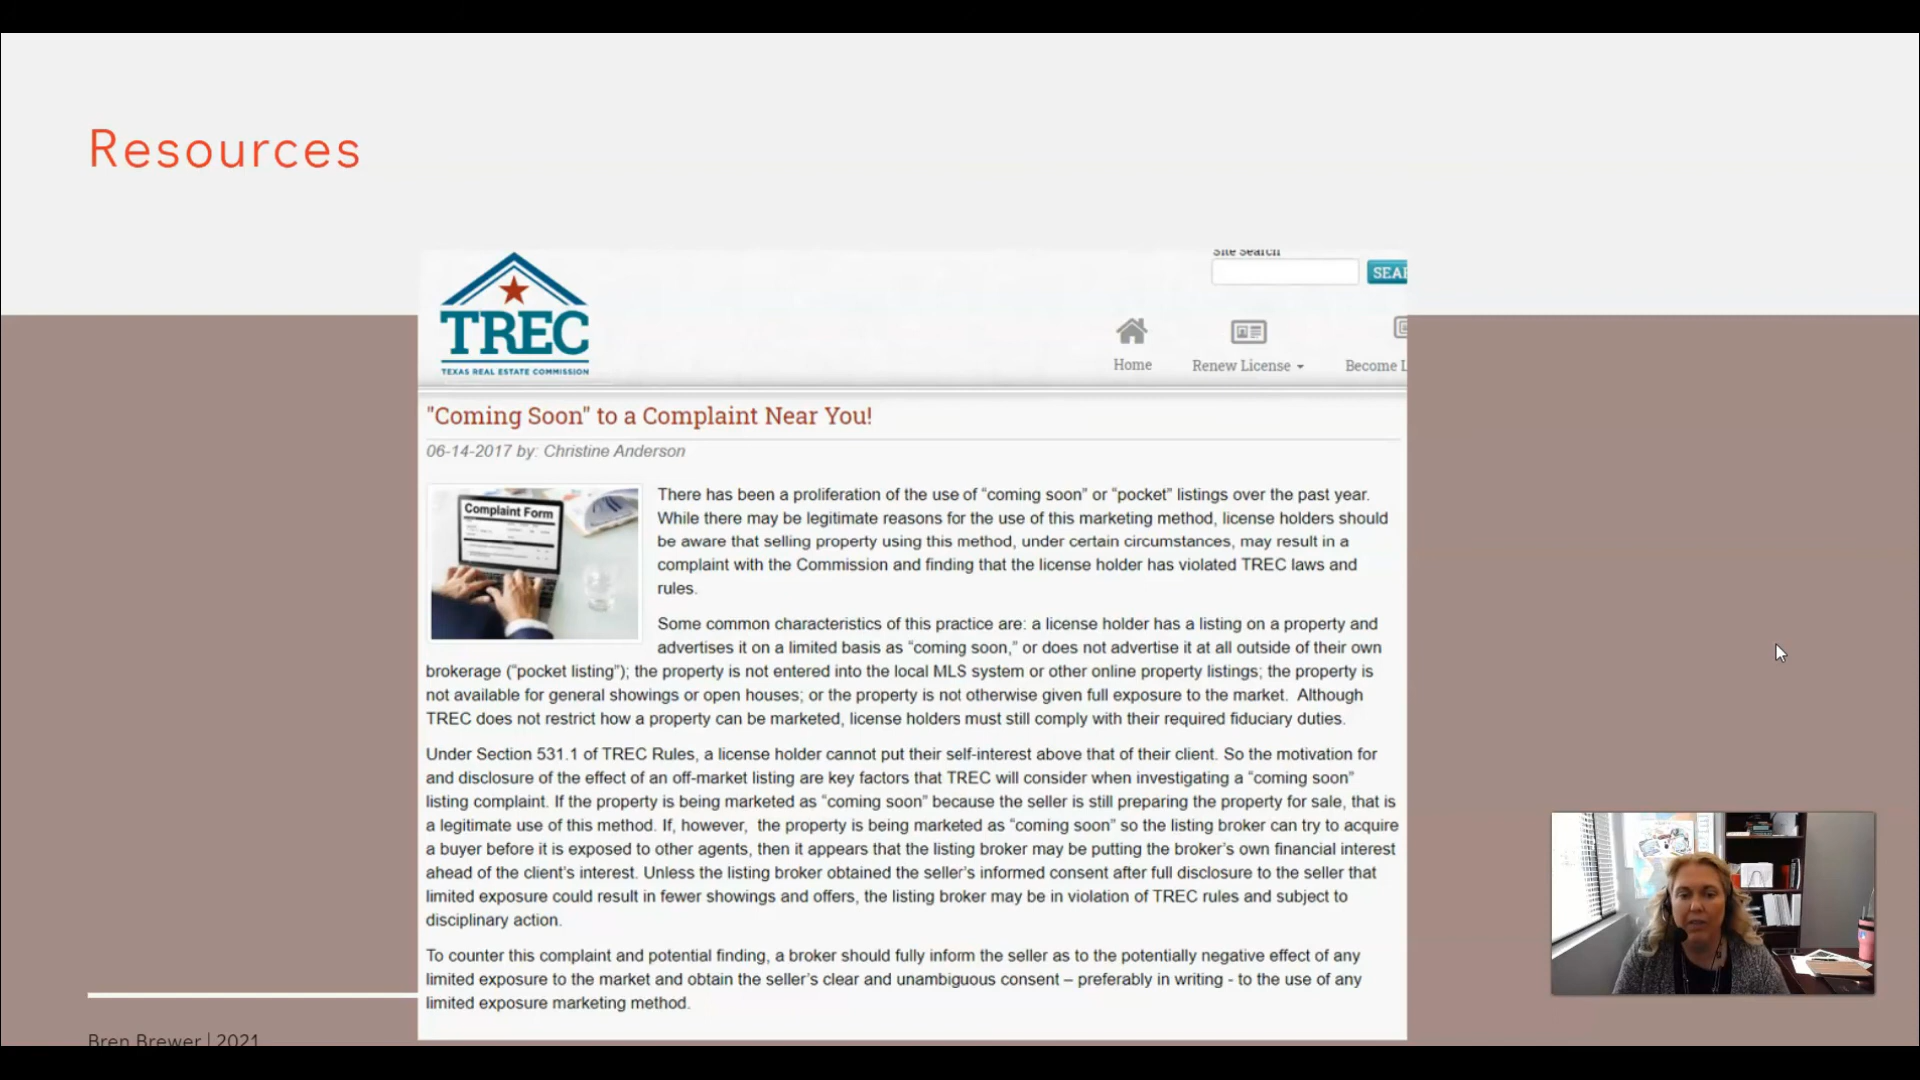 Resources
Site Search
TREC
TEXAS REAL ESTATE COMMISSION
Home
Renew License
Become
"Coming Soon" to a Complaint Near You!
06-14-2017 by: Christine Anderson
Complaint Form
There has been a proliferation of the use of “coming soon” or “pocket” listings over the past year.
While there may be legitimate reasons for the use of this marketing method, license holders should
be aware that selling property using this method, under certain circumstances, may result in a
complaint with the Commission and finding that the license holder has violated TREC laws and
rules.
Some common characteristics of this practice are: a license holder has a listing on a property and
advertises it on a limited basis as “coming soon,” or does not advertise it at all outside of their own
brokerage (“pocket listing”); the property is not entered into the local MLS system or other online property listings; the property is
not available for general showings or open houses; or the property is not otherwise given full exposure to the market.  Although
TREC does not restrict how a property can be marketed, license holders must still comply with their required fiduciary duties.
Under Section 531.1 of TREC Rules, a license holder cannot put their self-interest above that of their client. So the motivation for
and disclosure of the effect of an off-market listing are key factors that TREC will consider when investigating a “coming soon”
listing complaint. If the property is being marketed as “coming soon” because the seller is still preparing the property for sale, that is
a legitimate use of this method. If, however,  the property is being marketed as “coming soon” so the listing broker can try to acquire
a buyer before it is exposed to other agents, then it appears that the listing broker may be putting the broker’s own financial interest
ahead of the client’s interest. Unless the listing broker obtained the seller’s informed consent after full disclosure to the seller that
limited exposure could result in fewer showings and offers, the listing broker may be in violation of TREC rules and subject to
disciplinary action.
To counter this complaint and potential finding, a broker should fully inform the seller as to the potentially negative effect of any
limited exposure to the market and obtain the seller’s clear and unambiguous consent – preferably in writing - to the use of any
limited exposure marketing method.
Bren Brewer | 2021